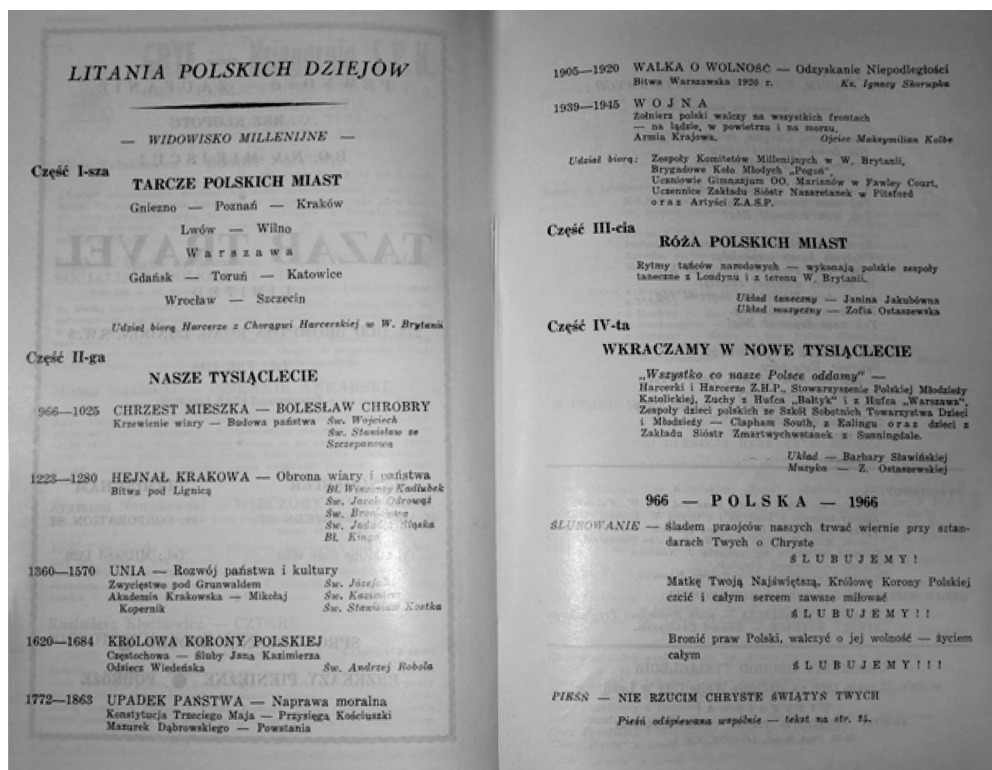 LITANIA POLSKICH DZIEJÓW
— WIDOWISKO MILLENIJNE —
Część I-sza
TARCZE POLSKICH MIAST
Gniezno — Poznań — Kraków
Lwów — Wilno
Warszawa
Gdańsk — Toruń — Katowice
Wrocław — Szczecin
Udział biorą Harcerze z Chorągwi Harcerskiej w W. Brytanii
Część II-ga
NASZE TYSIĄCLECIE
966—1025 CHRZEST MIESZKA — BOLESŁAW CHROBRY
Krzewienie wiary — Budowa państwa Św. Wojciech
Św. Stanisław ze
Szczepanowa
1223—1280 HEJNAŁ KRAKOWA — Obrona wiary i państwa
Bitwa pod Lignicą Bł. Wincenty Kadłubek
Św. Jacek Odrowąż
Św.
Św. Śląska
Bł. Kinga
1360—1570 UNIA — Rozwój państwa i kultury
Zwycięstwo pod Grunwaldem Św.
Akademia Krakowska — Mikołaj Św. Kazimierz
Kopernik Św. Stanisław Kostka
1620—1684 KRÓLOWA KORONY POLSKIEJ
Częstochowa — Śluby Jana Kazimierza
Odsiecz Wiedeńska Św. Andrzej Bobola
1772—1863 UPADEK PAŃSTWA — Naprawa moralna
Konstytucja Trzeciego Maja — Przysięga Kościuszki
Mazurek Dąbrowskiego — Powstania
1905—1920 WALKA O WOLNOŚĆ — Odzyskanie Niepodległości
Bitwa Warszawska 1920 r. Ks. Ignacy Skorupka
1939—1945 WOJNA
Żołnierz polski walczy na wszystkich frontach
— na lądzie, w powietrzu i na morzu.
Armia Krajowa. Ojciec Maksymilian Kolbe
Udział biorą: Zespoły Komitetów Millenijnych w W. Brytanii,
Brygadowe Koło Młodych „Pogoń”,
Uczniowie Gimnazjum OO. Marianów w Fawley Court,
Uczennice Zakładu Sióstr Nazaretanek w Pitsford
oraz Artyści Z.A.S.P.
Część III-cia
RÓŻA POLSKICH MIAST
Rytmy tańców narodowych — wykonają polskie zespoły
taneczne z Londynu i z terenu W. Brytanii.
Układ taneczny — Janina Jakubówna
Układ muzyczny — Zofia Ostaszewska
Część IV-ta
WKRACZAMY W NOWE TYSIĄCLECIE
„Wszystko co nasze Polsce oddamy” —
Harcerki i Harcerze Z.H.P., Stowarzyszenie Polskiej Młodzieży
Katolickiej, Zuchy z Hufca „Bałtyk” i z Hufca „Warszawa”,
Zespoły dzieci polskich ze Szkół Sobotnich Towarzystwa Dzieci
i Młodzieży — Clapham South, z Ealingu oraz dzieci z
Zakładu Sióstr Zmartwychwstanek z Sunningdale.
Układ — Barbary Sławińskiej
Muzyka — Z. Ostaszewskiej
966 — POLSKA — 1966
ŚLUBOWANIE — Śladem praojców naszych trwać wiernie przy sztan-
darach Twych o Chryste
ŚLUBUJEMY!
Matkę Twoją Najświętszą, Królowę Korony Polskiej
czcić i całym sercem zawsze miłować
ŚLUBUJEMY!!
Bronić praw Polski, walczyć o jej wolność — życiem
całym
ŚLUBUJEMY!!!
PIEŚŃ — NIE RZUCIM CHRYSTE ŚWIĄTYŃ TWYCH
Pieśń odśpiewana wspólnie — tekst na str. 14.